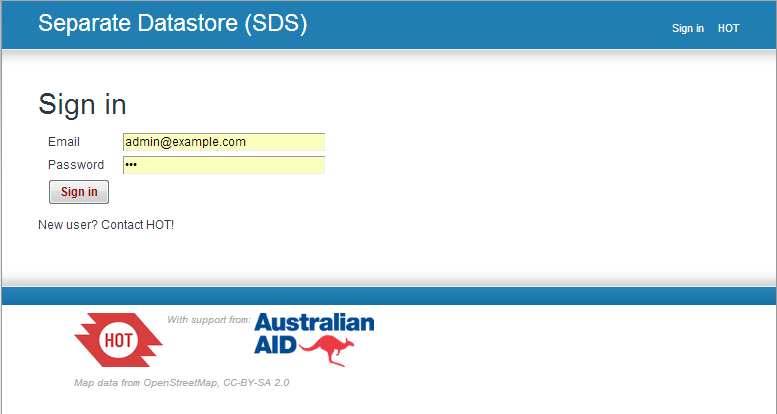 Separate Datastore (SDS)
Sign in HOT
Sign in
Email admin@example.com
Password •••
Sign in
New user? Contact HOT!
HOT
With support from:
Australian
AID
Map data from OpenStreetMap, CC-BY-SA 2.0